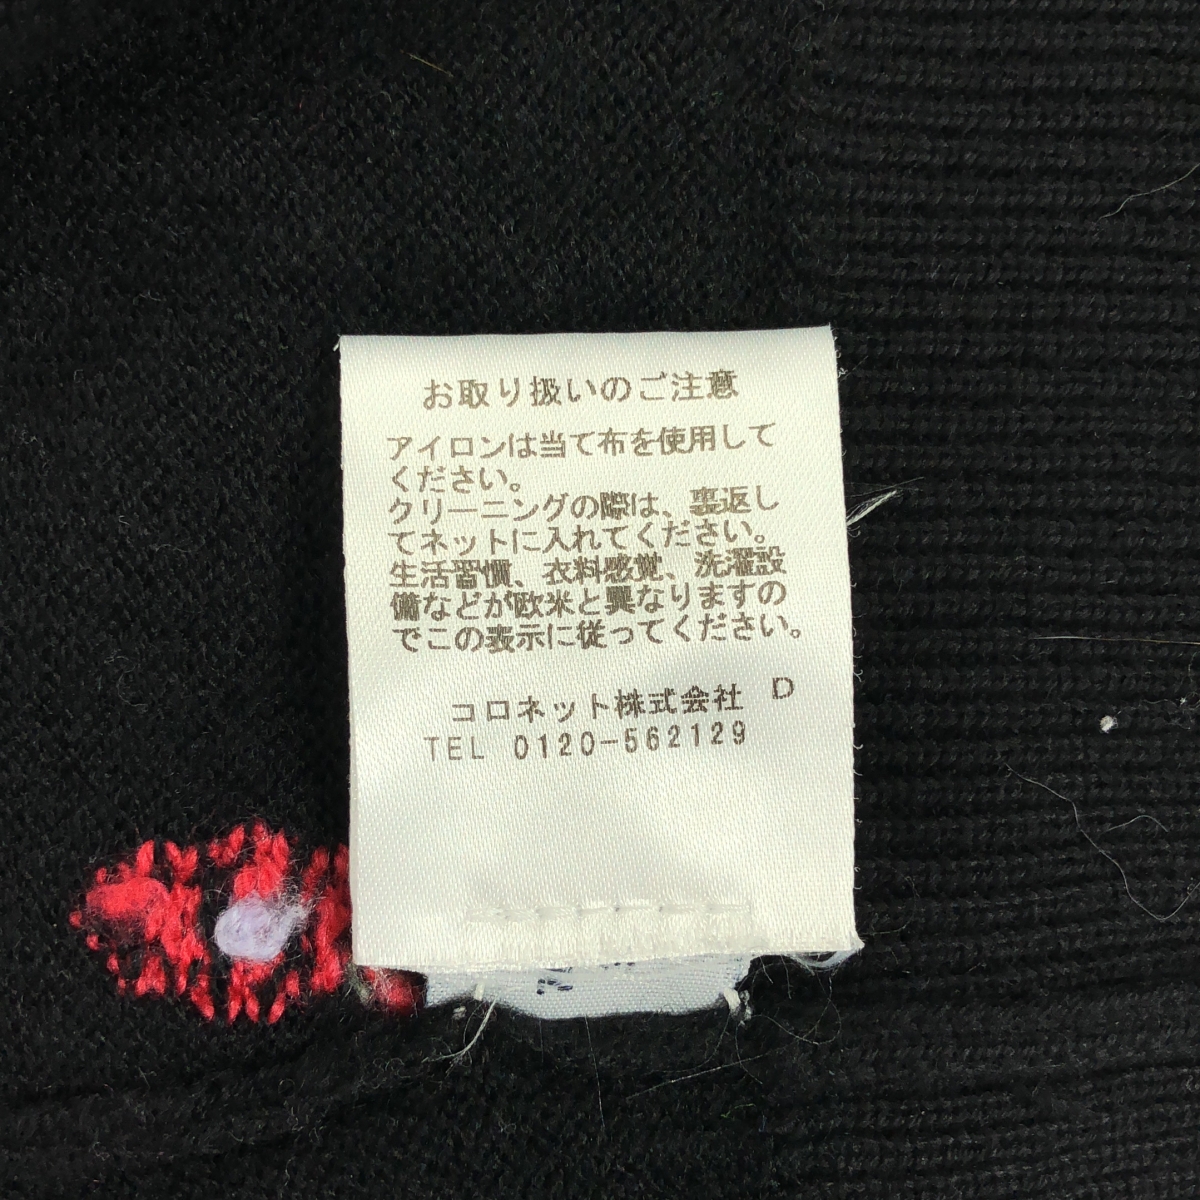 お取り扱いのご注意
アイロンは当て布を使用して
ください。
クリーニングの際は、裏返し
てネットに入れてください。
生活習慣、衣料感覚、洗濯設
備などが欧米と異なりますの
でこの表示に従ってください。
コロネット株式会社 D
TEL 0120-562129